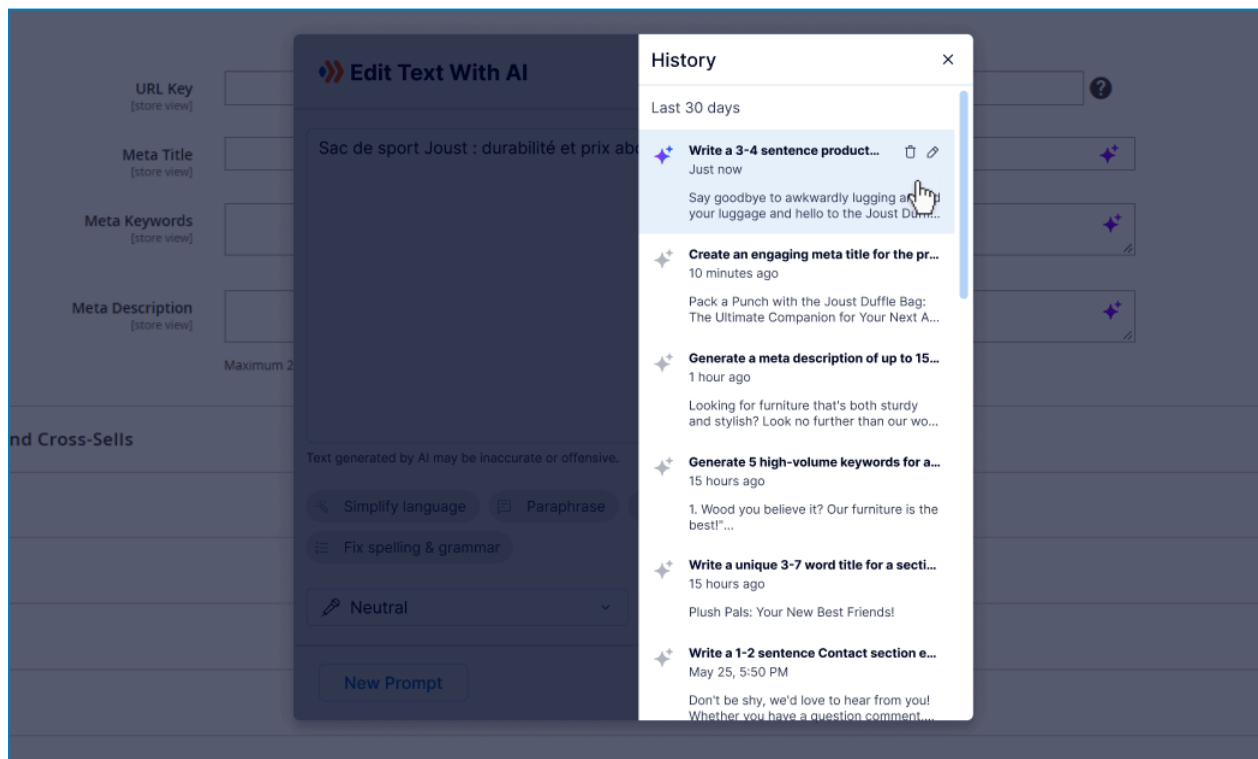 URL Key
[store view]
Meta Title
[store view]
Meta Keywords
[store view]
Meta Description
[store view]
Maximum 2
nd Cross-Sells
?
Edit Text With AI
Sac de sport Joust : durabilité et prix abo
Text generated by AI may be inaccurate or offensive.
Simplify language
Paraphrase
Fix spelling & grammar
Neutral
New Prompt
History
Last 30 days
Write a 3-4 sentence product...
Just now
Say goodbye to awkwardly lugging
your luggage and hello to the Joust
Create an engaging meta title for the pr...
10 minutes ago
Pack a Punch with the Joust Duffle Bag:
The Ultimate Companion for Your Next A...
Generate a meta description of up to 15...
1 hour ago
Looking for furniture that's both sturdy
and stylish? Look no further than our wo...
Generate 5 high-volume keywords for a...
15 hours ago
1. Wood you believe it? Our furniture is the
best!"...
Write a unique 3-7 word title for a secti...
15 hours ago
Plush Pals: Your New Best Friends!
Write a 1-2 sentence Contact section e...
May 25, 5:50 PM
Don't be shy, we'd love to hear from you!
Whether you have a question comment,...